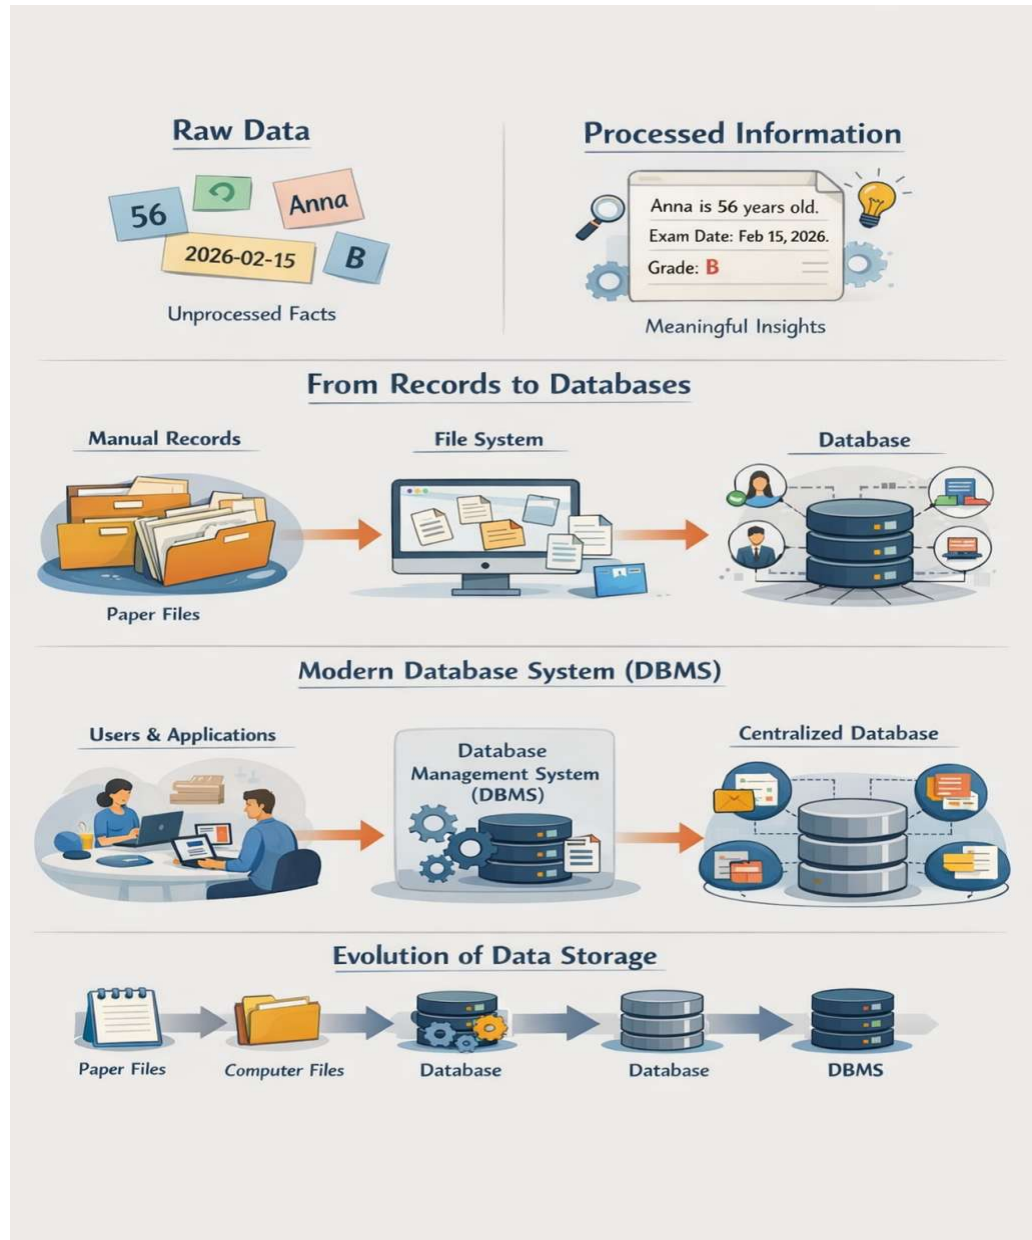 Raw Data
56
Anna
2026-02-15
B
Unprocessed Facts
Processed Information
Anna is 56 years old.
Exam Date: Feb 15, 2026.
Grade: B
Meaningful Insights
From Records to Databases
Manual Records
Paper Files
File System
Database
Modern Database System (DBMS)
Users & Applications
Database
Management System
(DBMS)
Centralized Database
Evolution of Data Storage
Paper Files
Computer Files
Database
Database
DBMS